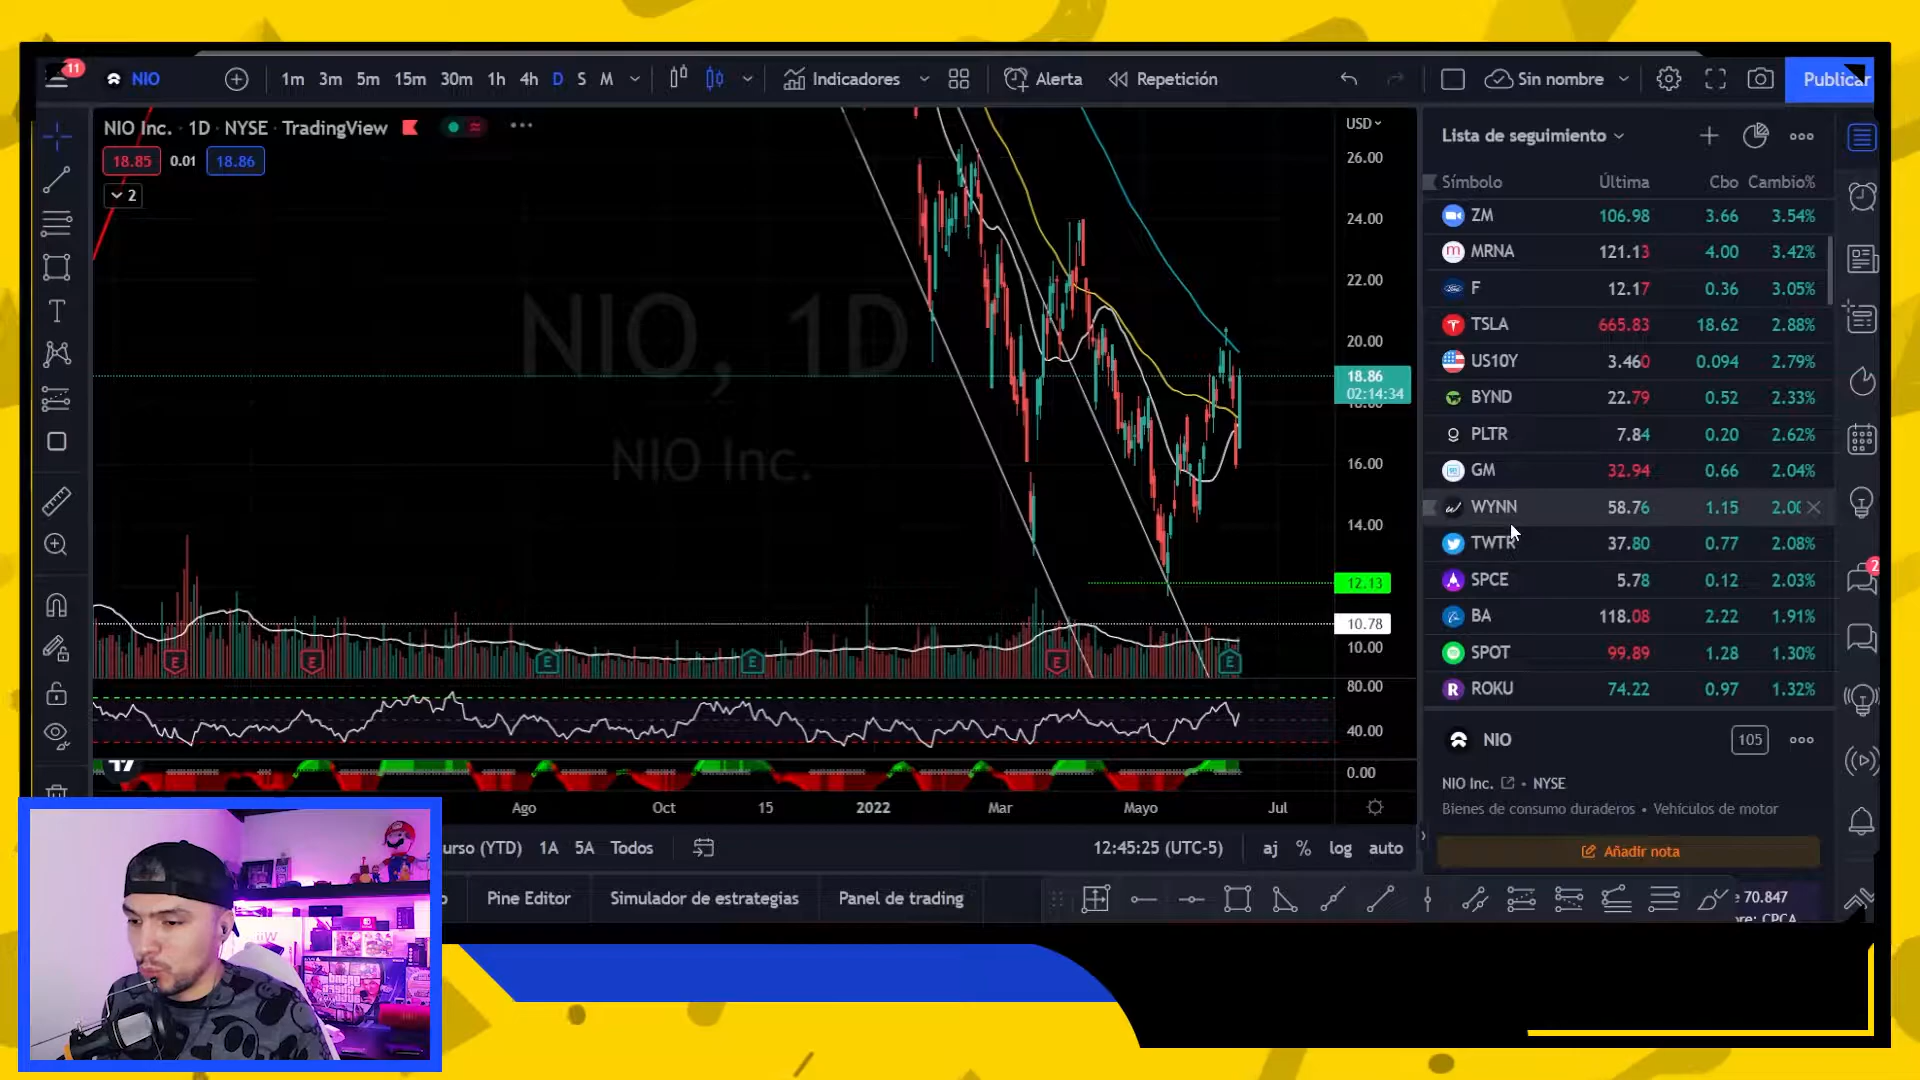 11
NIO
1m 3m 5m 15m 30m 1h 4h D S M
Indicadores
Alerta
Repetición
Sin nombre
Publicar
NIO Inc. · 1D · NYSE · TradingView
18.85 0.01 18.86
2
NIO, 1D
NIO Inc.
USD
26.00
24.00
22.00
20.00
18.86
02:14:34
16.00
14.00
12.13
10.78
10.00
80.00
40.00
0.00
E E E E E E
Ago Oct 15 2022 Mar Mayo Jul
urso (YTD) 1A 5A Todos
12:45:25 (UTC-5)
aj % log auto
Pine Editor
Simulador de estrategias
Panel de trading
Lista de seguimiento
Símbolo Última Cbo Cambio%
ZM 106.98 3.66 3.54%
MRNA 121.13 4.00 3.42%
F 12.17 0.36 3.05%
TSLA 665.83 18.62 2.88%
US10Y 3.460 0.094 2.79%
BYND 22.79 0.52 2.33%
PLTR 7.84 0.20 2.62%
GM 32.94 0.66 2.04%
WYNN 58.76 1.15 2.00
TWTR 37.80 0.77 2.08%
SPCE 5.78 0.12 2.03%
BA 118.08 2.22 1.91%
SPOT 99.89 1.28 1.30%
ROKU 74.22 0.97 1.32%
2
NIO
105
NIO Inc. • NYSE
Bienes de consumo duraderos • Vehículos de motor
Añadir nota
70.847
CPCA